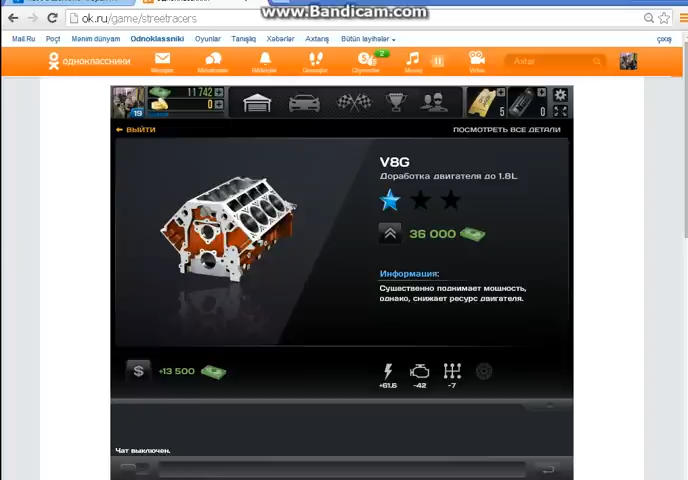 www.Bandicam.com
ok.ru/game/streetracers
Mail.Ru Poçt Mənim dünyam Odnoklassniki Oyunlar Tanışlıq Xəbərlər Axtarış Bütün layihələr çıxış
одноклассники 2 Axtar
11 742
0
19
5
0
ВЫЙТИ
ПОСМОТРЕТЬ ВСЕ ДЕТАЛИ
V8G
Доработка двигателя до 1.8L
36 000
Информация:
Существенно поднимает мощность,
однако, снижает ресурс двигателя.
$ +13 500
+61.6 -42 -7
Чат выключен.